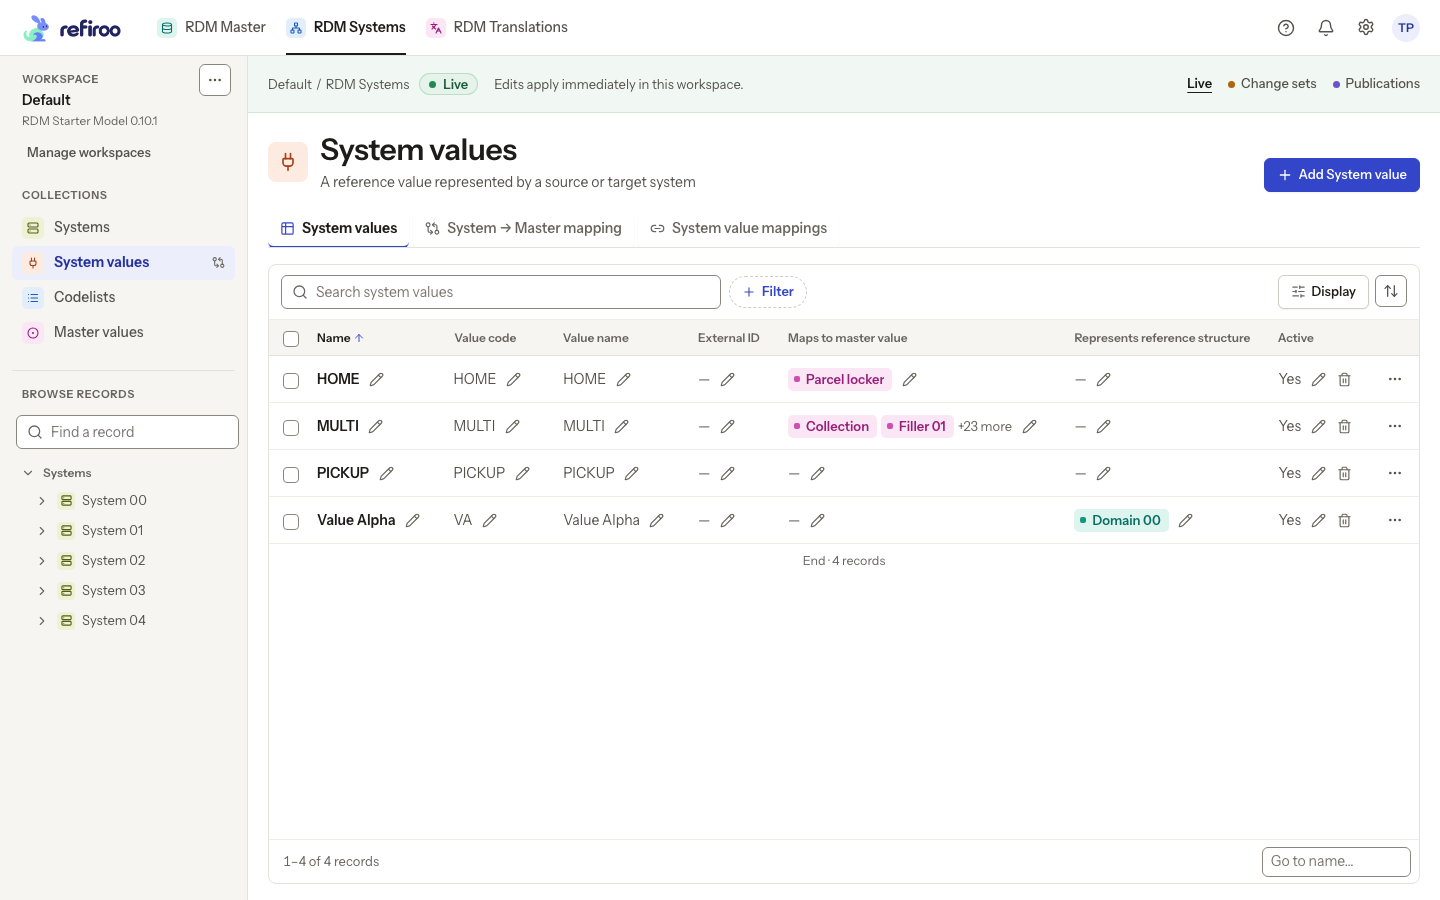 refiroo
RDM Master
RDM Systems
RDM Translations
TP
WORKSPACE
Default
RDM Starter Model 0.10.1
Manage workspaces
COLLECTIONS
Systems
System values
Codelists
Master values
BROWSE RECORDS
Find a record
Systems
System 00
System 01
System 02
System 03
System 04
Default / RDM Systems Live Edits apply immediately in this workspace.
Live Change sets Publications
System values
A reference value represented by a source or target system
+ Add System value
System values System → Master mapping System value mappings
Search system values + Filter Display
Name ↑ Value code Value name External ID Maps to master value Represents reference structure Active
HOME HOME HOME — Parcel locker — Yes
MULTI MULTI MULTI — Collection Filler 01 +23 more — Yes
PICKUP PICKUP PICKUP — — — Yes
Value Alpha VA Value Alpha — — Domain 00 Yes
End · 4 records
1–4 of 4 records
Go to name...